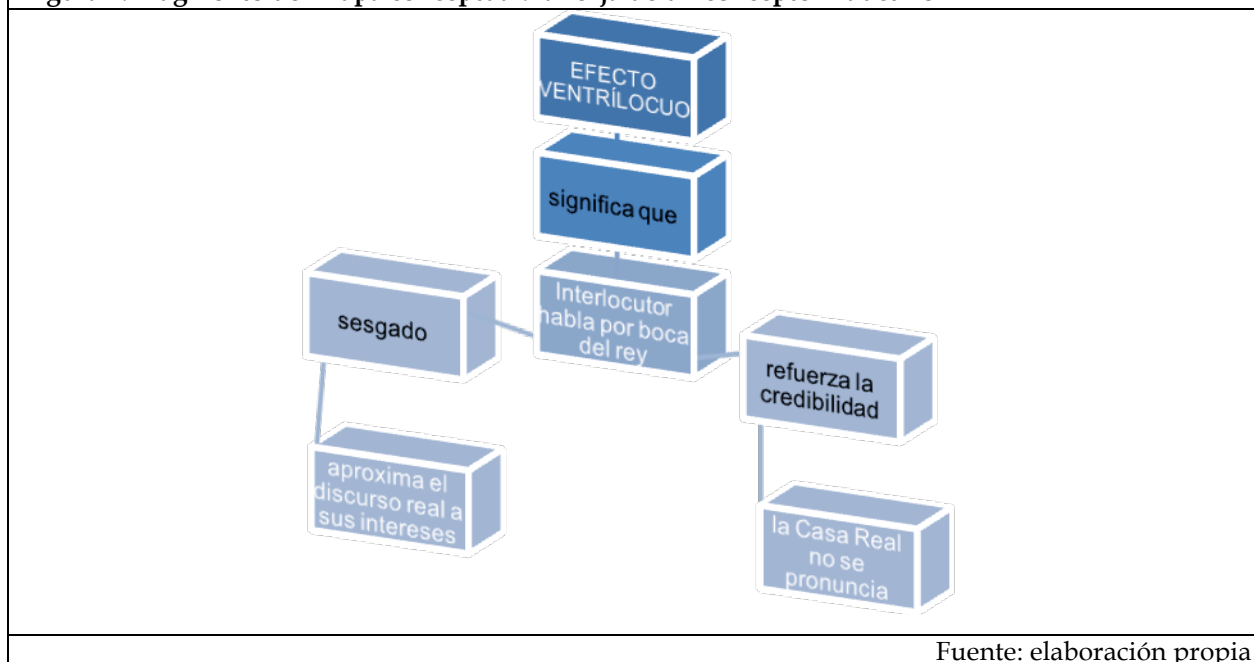 EFECTO
VENTRÍLOCUO
significa que
Interlocutor
habla por boca
del rey
sesgado
refuerza la
credibilidad
aproxima el
discurso real a
sus intereses
la Casa Real
no se
pronuncia
Fuente: elaboración propia